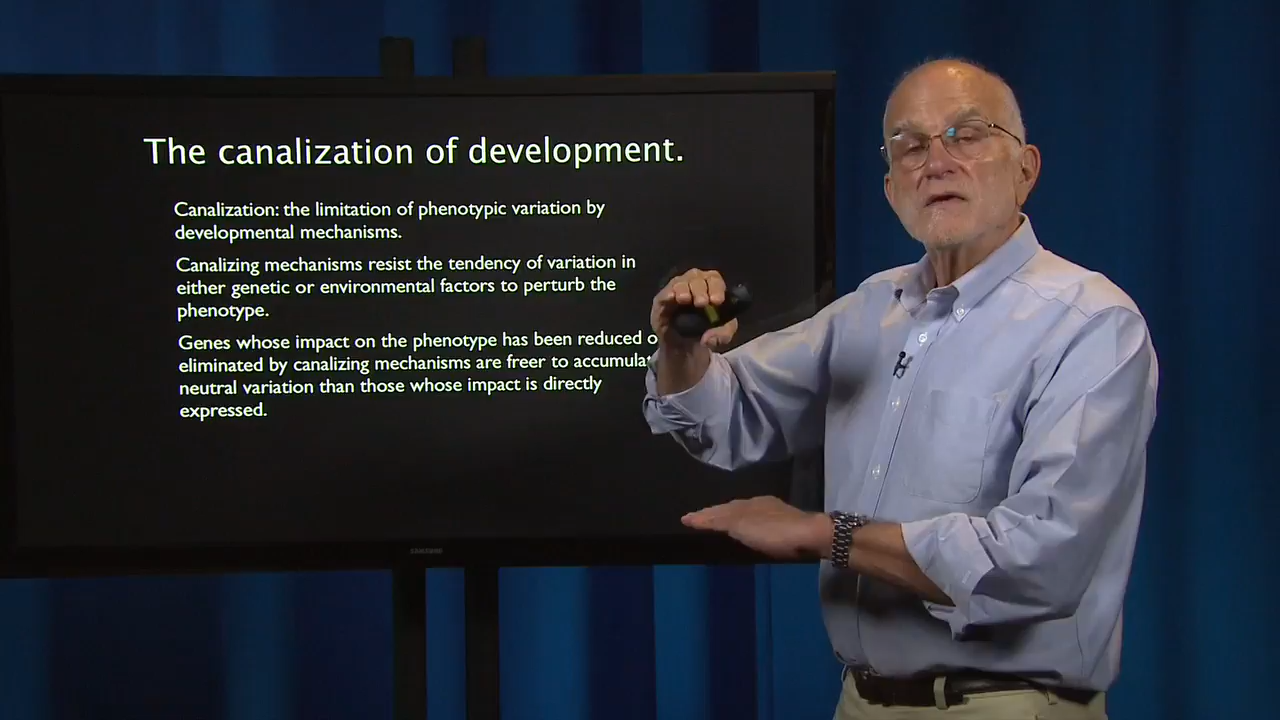 The canalization of development.
Canalization: the limitation of phenotypic variation by
developmental mechanisms.
Canalizing mechanisms resist the tendency of variation in
either genetic or environmental factors to perturb the
phenotype.
Genes whose impact on the phenotype has been reduced o
eliminated by canalizing mechanisms are freer to accumulat
neutral variation than those whose impact is directly
expressed.